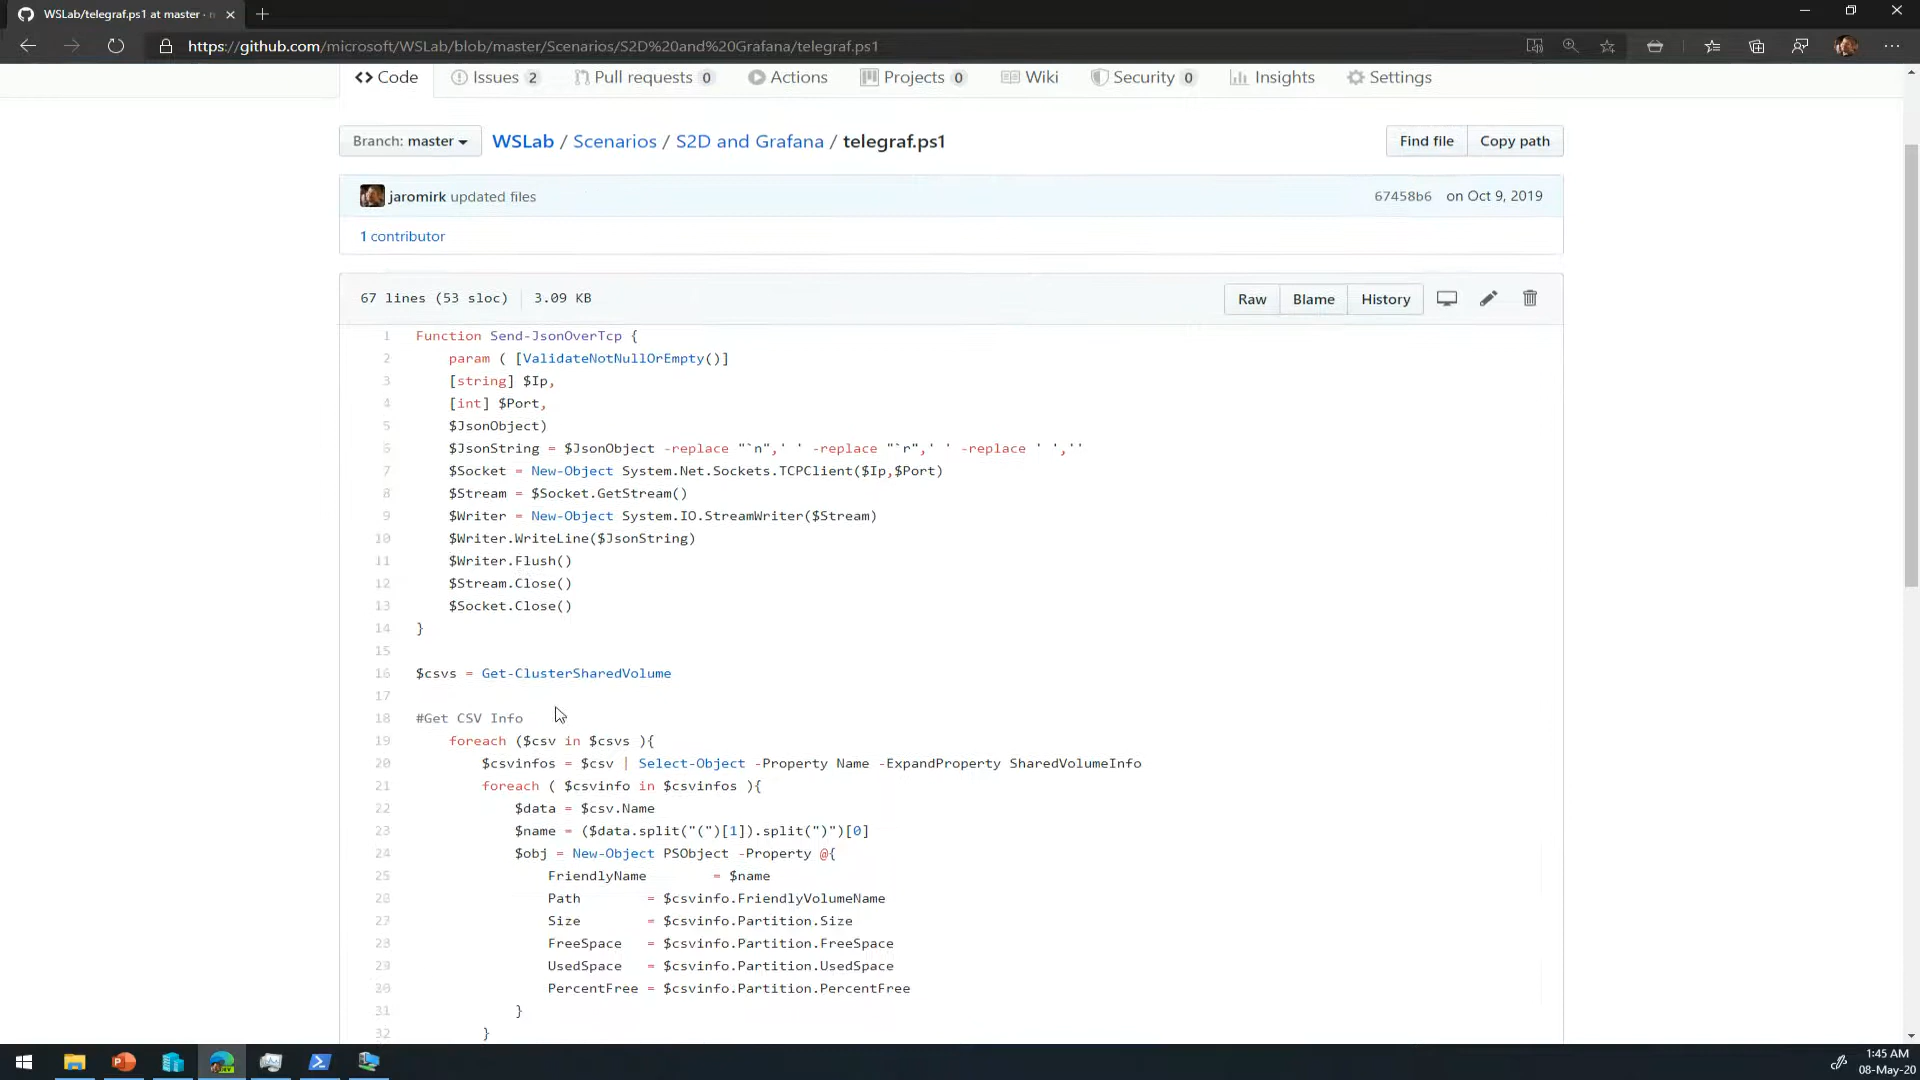 WSLab/telegraf.ps1 at master ·
https://github.com/microsoft/WSLab/blob/master/Scenarios/S2D%20and%20Grafana/telegraf.ps1
Code Issues 2 Pull requests 0 Actions Projects 0 Wiki Security 0 Insights Settings
Branch: master WSLab / Scenarios / S2D and Grafana / telegraf.ps1 Find file Copy path
jaromirk updated files 67458b6 on Oct 9, 2019
1 contributor
67 lines (53 sloc) 3.09 KB Raw Blame History
1 Function Send-JsonOverTcp {
2 param ( [ValidateNotNullOrEmpty()]
3 [string] $Ip,
4 [int] $Port,
5 $JsonObject)
6 $JsonString = $JsonObject -replace "`n",' ' -replace "`r",' ' -replace ' ',''
7 $Socket = New-Object System.Net.Sockets.TCPClient($Ip,$Port)
8 $Stream = $Socket.GetStream()
9 $Writer = New-Object System.IO.StreamWriter($Stream)
10 $Writer.WriteLine($JsonString)
11 $Writer.Flush()
12 $Stream.Close()
13 $Socket.Close()
14 }
15
16 $csvs = Get-ClusterSharedVolume
17
18 #Get CSV Info
19 foreach ($csv in $csvs ){
20 $csvinfos = $csv | Select-Object -Property Name -ExpandProperty SharedVolumeInfo
21 foreach ( $csvinfo in $csvinfos ){
22 $data = $csv.Name
23 $name = ($data.split("(")[1]).split(")")[0]
24 $obj = New-Object PSObject -Property @{
25 FriendlyName = $name
26 Path = $csvinfo.FriendlyVolumeName
27 Size = $csvinfo.Partition.Size
28 FreeSpace = $csvinfo.Partition.FreeSpace
29 UsedSpace = $csvinfo.Partition.UsedSpace
30 PercentFree = $csvinfo.Partition.PercentFree
31 }
32 }
1:45 AM
08-May-20